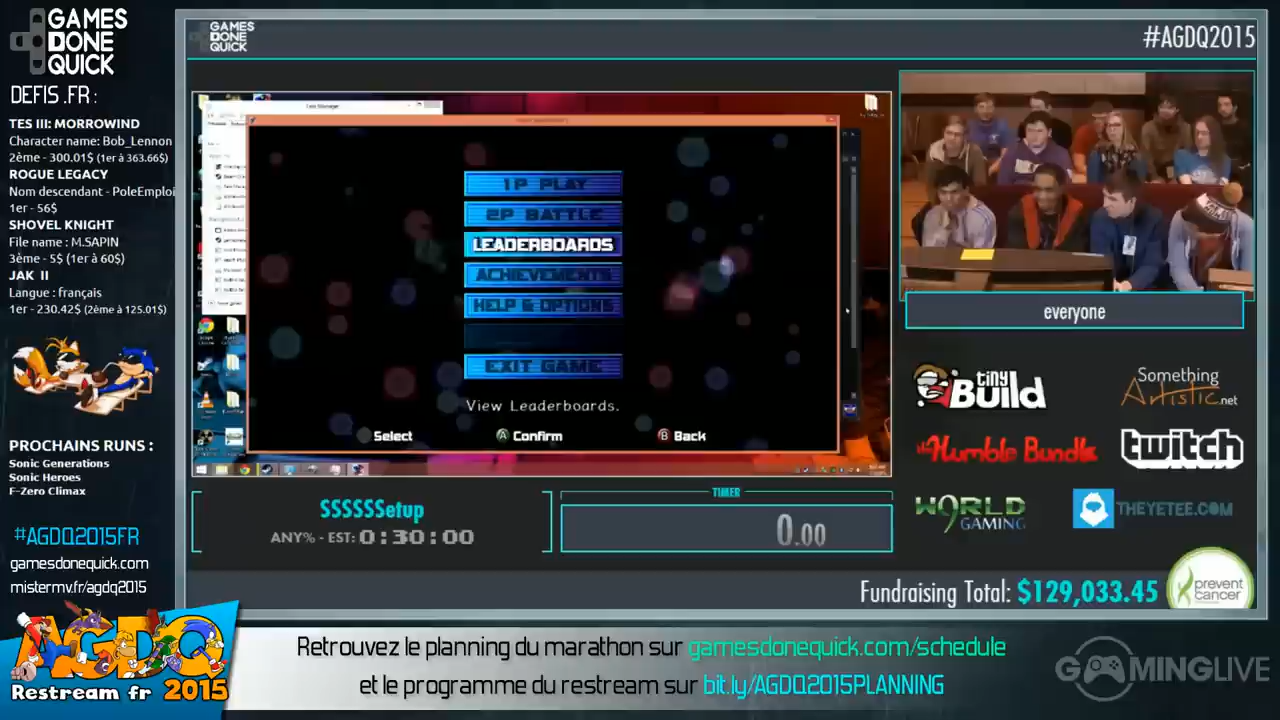 GAMES
DONE
QUICK
DEFIS .FR :
TES III: MORROWIND
Character name: Bob_Lennon
2ème - 300.01$ (1er à 363.66$)
ROGUE LEGACY
Nom descendant - PoleEmploi
1er - 56$
SHOVEL KNIGHT
File name : M.SAPIN
3ème - 5$ (1er à 60$)
JAK II
Langue : français
1er - 230.42$ (2ème à 125.01$)
PROCHAINS RUNS :
Sonic Generations
Sonic Heroes
F-Zero Climax
#AGDQ2015FR
gamesdonequick.com
mistermv.fr/agdq2015
AGDQ
Restream fr 2015
GAMES
DONE
QUICK
#AGDQ2015
1P PLAY
2P BATTLE
LEADERBOARDS
ACHIEVEMENTS
HELP & OPTIONS
EXIT GAME
View Leaderboards.
Select
A Confirm
B Back
everyone
tiny Build
Something
Artistic.net
Humble Bundle
twitch
WORLD 9
GAMING
THEYETEE.COM
SSSSSSetup
ANY% - EST: 0:30:00
TIMER
0.00
Fundraising Total: $129,033.45
prevent
cancer
Retrouvez le planning du marathon sur gamesdonequick.com/schedule
et le programme du restream sur bit.ly/AGDQ2015PLANNING
GAMINGLIVE